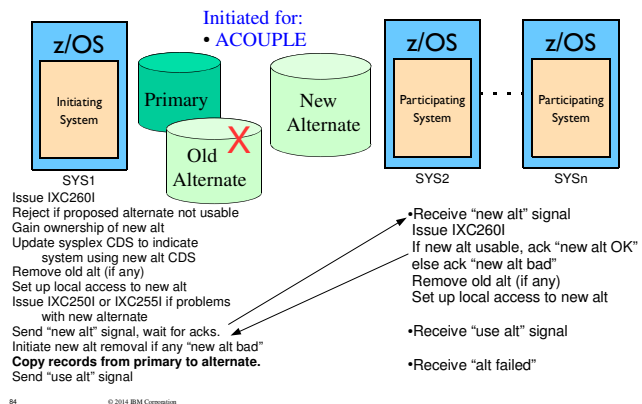 Initiated for:
• ACOUPLE
z/OS
Initiating
System
SYS1
Primary
Old
Alternate
X
New
Alternate
z/OS
Participating
System
SYS2
z/OS
Participating
System
SYSn
Issue IXC260I
Reject if proposed alternate not usable
Gain ownership of new alt
Update sysplex CDS to indicate
system using new alt CDS
Remove old alt (if any)
Set up local access to new alt
Issue IXC250I or IXC255I if problems
with new alternate
Send “new alt” signal, wait for acks.
Initiate new alt removal if any “new alt bad”
Copy records from primary to alternate.
Send “use alt” signal
•Receive “new alt” signal
Issue IXC260I
If new alt usable, ack “new alt OK”
else ack “new alt bad”
Remove old alt (if any)
Set up local access to new alt
•Receive “use alt” signal
•Receive “alt failed”
84
© 2014 IBM Corporation